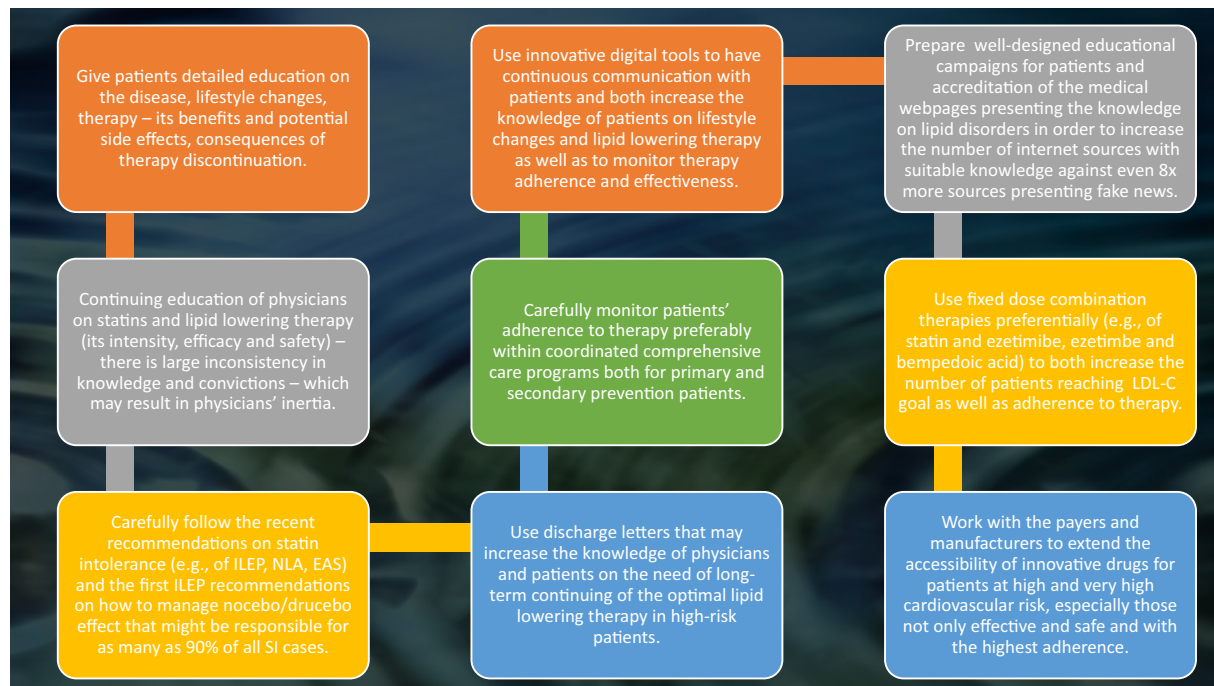 Give patients detailed education on
the disease, lifestyle changes,
therapy – its benefits and potential
side effects, consequences of
therapy discontinuation.
Continuing education of physicians
on statins and lipid lowering therapy
(its intensity, efficacy and safety) –
there is large inconsistency in
knowledge and convictions – which
may result in physicians’ inertia.
Carefully follow the recent
recommendations on statin
intolerance (e.g., of ILEP, NLA, EAS)
and the first ILEP recommendations
on how to manage nocebo/drucebo
effect that might be responsible for
as many as 90% of all SI cases.
Use discharge letters that may
increase the knowledge of physicians
and patients on the need of long-
term continuing of the optimal lipid
lowering therapy in high-risk
patients.
Carefully monitor patients’
adherence to therapy preferably
within coordinated comprehensive
care programs both for primary and
secondary prevention patients.
Use innovative digital tools to have
continuous communication with
patients and both increase the
knowledge of patients on lifestyle
changes and lipid lowering therapy
as well as to monitor therapy
adherence and effectiveness.
Prepare well-designed educational
campaigns for patients and
accreditation of the medical
webpages presenting the knowledge
on lipid disorders in order to increase
the number of internet sources with
suitable knowledge against even 8x
more sources presenting fake news.
Use fixed dose combination
therapies preferentially (e.g., of
statin and ezetimibe, ezetimbe and
bempedoic acid) to both increase the
number of patients reaching LDL-C
goal as well as adherence to therapy.
Work with the payers and
manufacturers to extend the
accessibility of innovative drugs for
patients at high and very high
cardiovascular risk, especially those
not only effective and safe and with
the highest adherence.